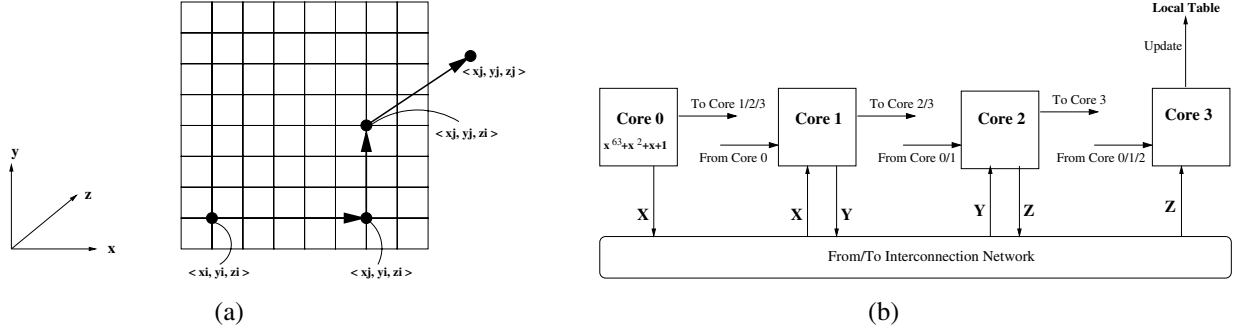 y
z
x
< xj, yj, zj >
< xj, yj, zi >
< xi, yi, zi >
< xj, yi, zi >
(a)
Local Table
Update
Core 0
x^63+x^2+x+1
To Core 1/2/3
From Core 0
Core 1
To Core 2/3
From Core 0/1
Core 2
To Core 3
From Core 0/1/2
Core 3
X
X
Y
Y
Z
Z
From/To Interconnection Network
(b)